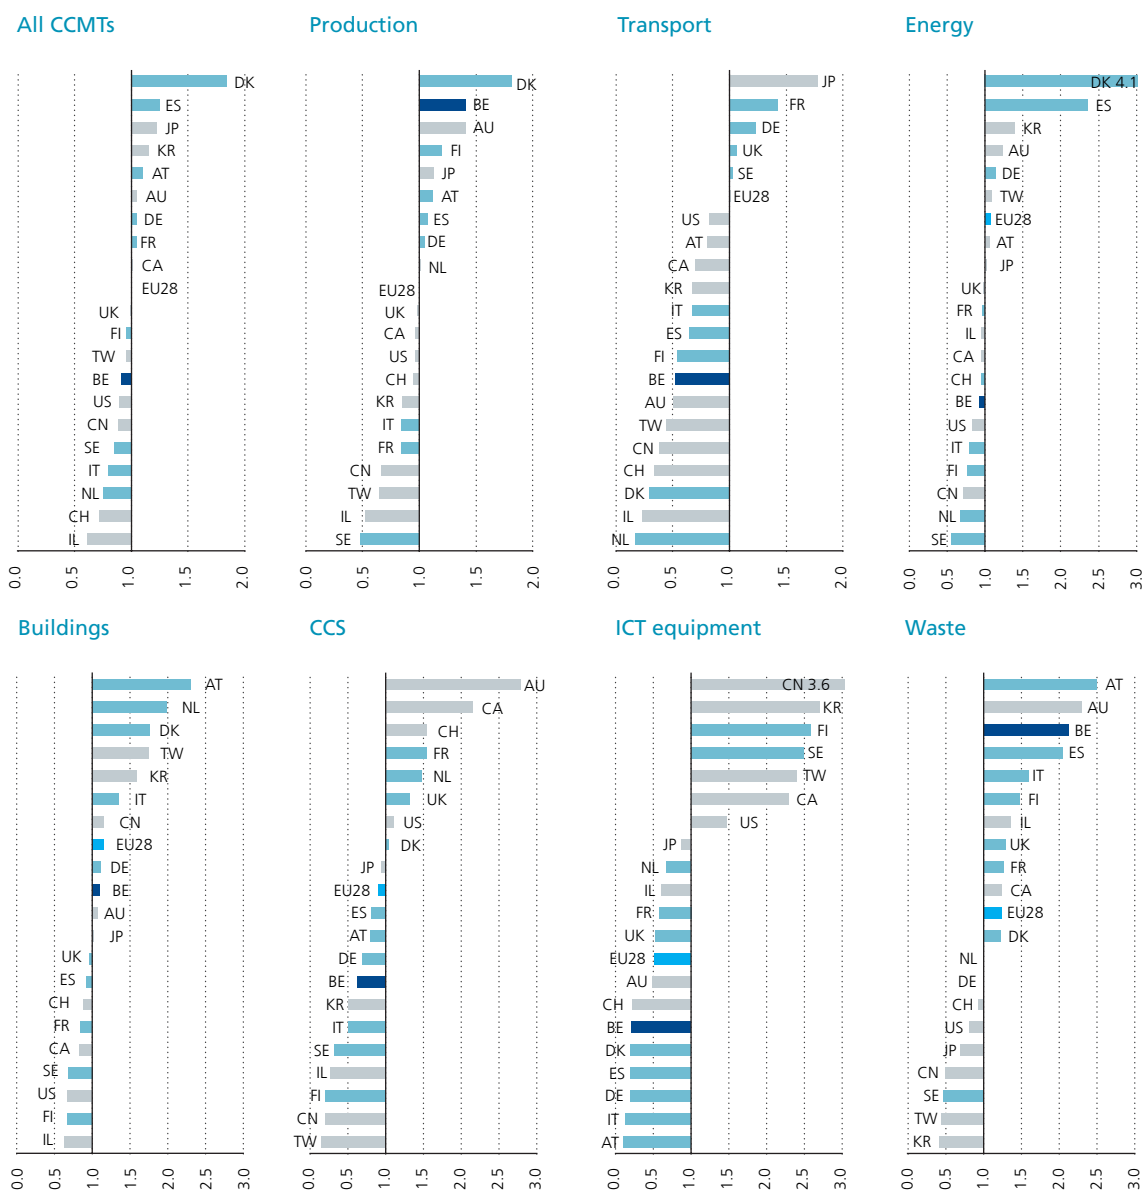 All CCMTs
DK
ES
JP
KR
AT
AU
DE
FR
CA
EU28
UK
FI
TW
BE
US
CN
SE
IT
NL
CH
IL
0.0 0.5 1.0 1.5 2.0
Production
DK
BE
AU
FI
JP
AT
ES
DE
NL
EU28
UK
CA
US
CH
KR
IT
FR
CN
TW
IL
SE
0.0 0.5 1.0 1.5 2.0
Transport
JP
FR
DE
UK
SE
EU28
US
AT
CA
KR
IT
ES
FI
BE
AU
TW
CN
CH
DK
IL
NL
0.0 0.5 1.0 1.5 2.0
Energy
DK 4.1
ES
KR
AU
DE
TW
EU28
AT
JP
UK
FR
IL
CA
CH
BE
US
IT
FI
CN
NL
SE
0.0 0.5 1.0 1.5 2.0 2.5 3.0
Buildings
AT
NL
DK
TW
KR
IT
CN
EU28
DE
BE
AU
JP
UK
ES
CH
FR
CA
SE
US
FI
IL
0.0 0.5 1.0 1.5 2.0 2.5 3.0
CCS
AU
CA
CH
FR
NL
UK
US
DK
JP
EU28
ES
AT
DE
BE
KR
IT
SE
IL
FI
CN
TW
0.0 0.5 1.0 1.5 2.0 2.5 3.0
ICT equipment
CN 3.6
KR
FI
SE
TW
CA
US
JP
NL
IL
FR
UK
EU28
AU
CH
BE
DK
ES
DE
IT
AT
0.0 0.5 1.0 1.5 2.0 2.5 3.0
Waste
AT
AU
BE
ES
IT
FI
IL
UK
FR
CA
EU28
DK
NL
DE
CH
US
JP
CN
SE
TW
KR
0.0 0.5 1.0 1.5 2.0 2.5 3.0